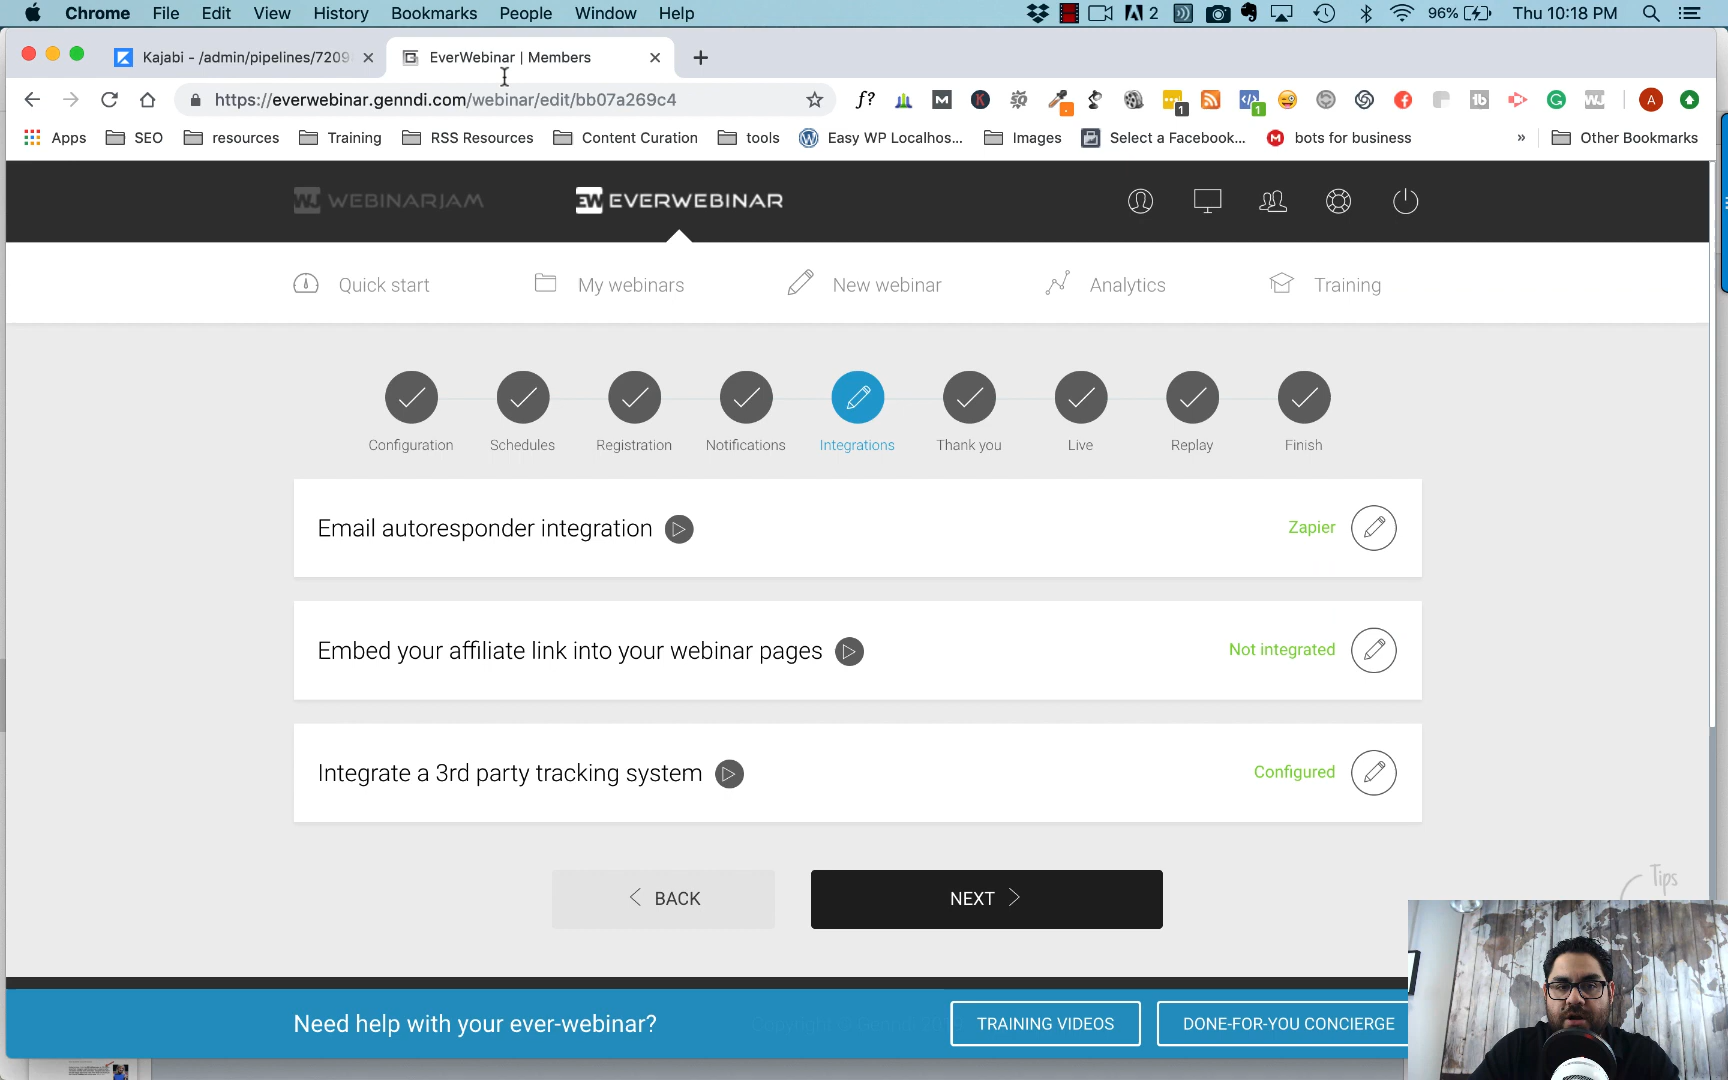 Chrome File Edit View History Bookmarks People Window Help 2 96% Thu 10:18 PM
Kajabi - /admin/pipelines/7209 EverWebinar | Members
https://everwebinar.genndi.com/webinar/edit/bb07a269c4
Apps SEO resources Training RSS Resources Content Curation tools Easy WP Localhos... Images Select a Facebook... bots for business » Other Bookmarks
WEBINARJAM EVERWEBINAR
Quick start My webinars New webinar Analytics Training
Configuration Schedules Registration Notifications Integrations Thank you Live Replay Finish
Email autoresponder integration Zapier
Embed your affiliate link into your webinar pages Not integrated
Integrate a 3rd party tracking system Configured
BACK NEXT
Tips
Need help with your ever-webinar? TRAINING VIDEOS DONE-FOR-YOU CONCIERGE